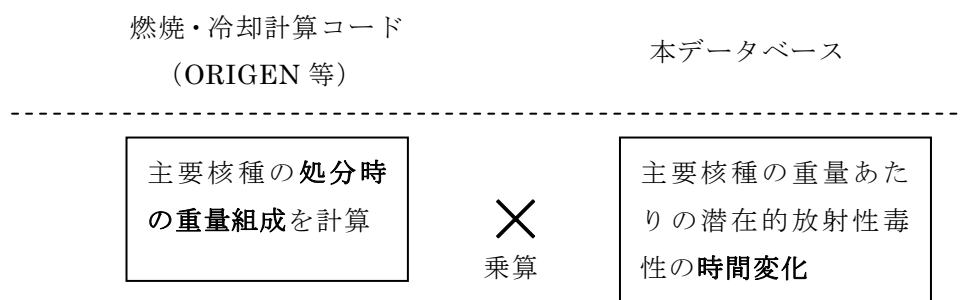 燃焼・冷却計算コード
（ORIGEN 等）
本データベース
主要核種の処分時
の重量組成を計算
×
乗算
主要核種の重量あた
りの潜在的放射性毒
性の時間変化